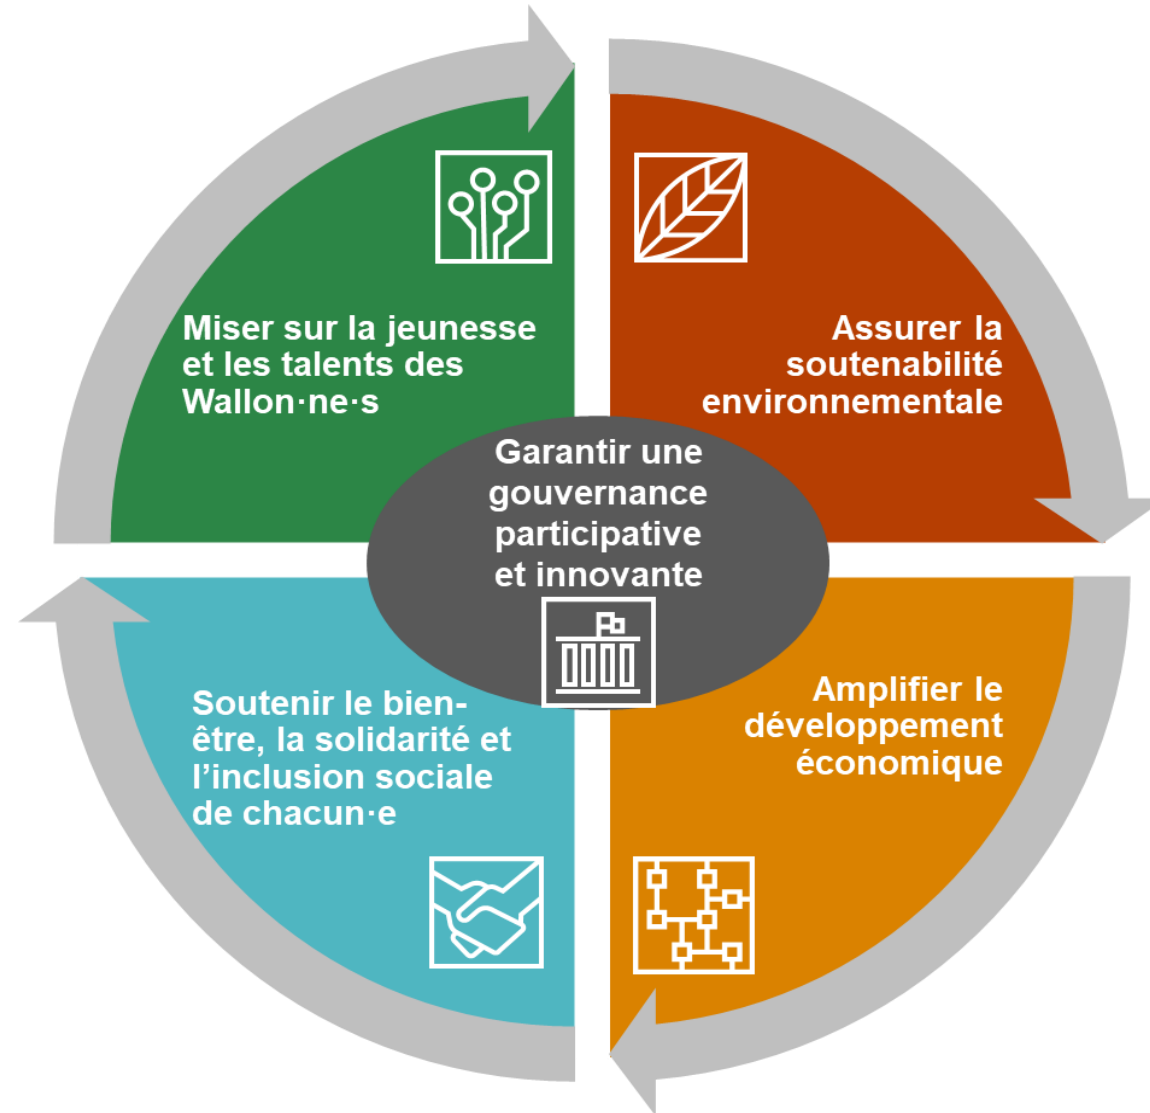 Miser sur la jeunesse
et les talents des
Wallon·ne·s
Assurer la
soutenabilité
environnementale
Garantir une
gouvernance
participative
et innovante
Soutenir le bien-
être, la solidarité et
l’inclusion sociale
de chacun·e
Amplifier le
développement
économique